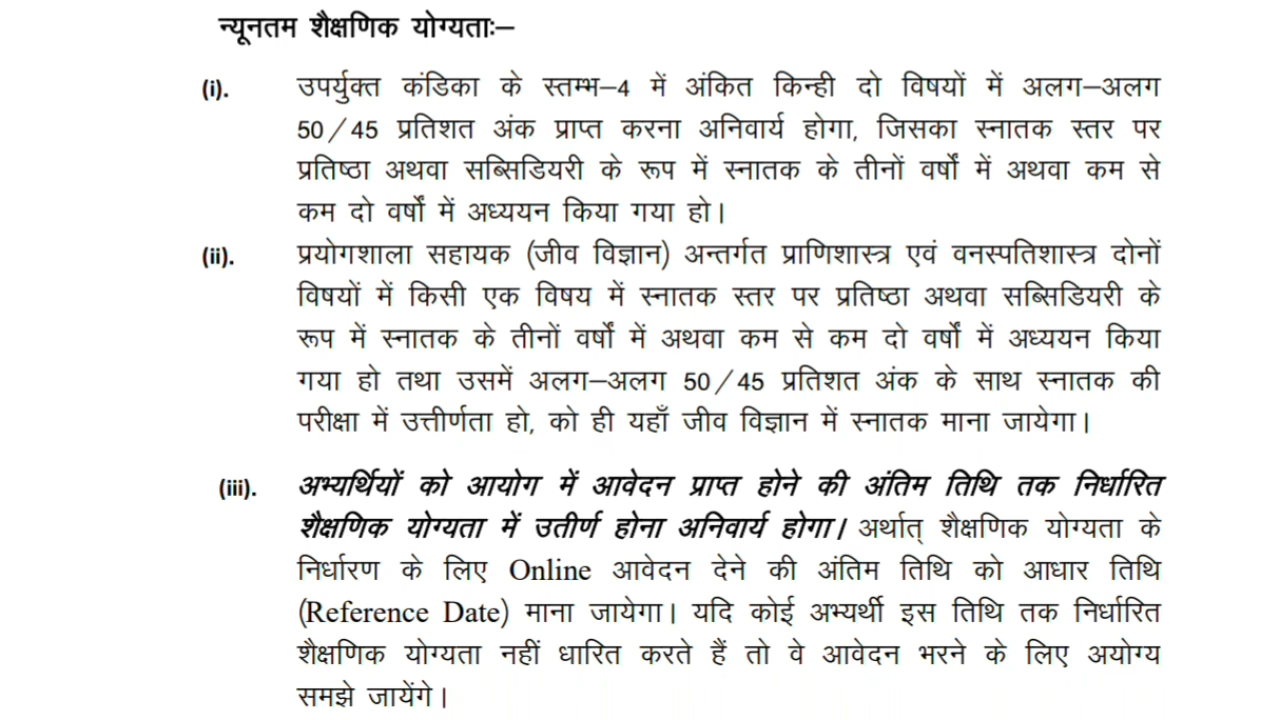 न्यूनतम शैक्षणिक योग्यताः–
(i). उपर्युक्त कंडिका के स्तम्भ–4 में अंकित किन्ही दो विषयों में अलग–अलग
50/45 प्रतिशत अंक प्राप्त करना अनिवार्य होगा, जिसका स्नातक स्तर पर
प्रतिष्ठा अथवा सब्सिडियरी के रूप में स्नातक के तीनों वर्षों में अथवा कम से
कम दो वर्षों में अध्ययन किया गया हो।
(ii). प्रयोगशाला सहायक (जीव विज्ञान) अन्तर्गत प्राणिशास्त्र एवं वनस्पतिशास्त्र दोनों
विषयों में किसी एक विषय में स्नातक स्तर पर प्रतिष्ठा अथवा सब्सिडियरी के
रूप में स्नातक के तीनों वर्षों में अथवा कम से कम दो वर्षों में अध्ययन किया
गया हो तथा उसमें अलग–अलग 50/45 प्रतिशत अंक के साथ स्नातक की
परीक्षा में उत्तीर्णता हो, को ही यहाँ जीव विज्ञान में स्नातक माना जायेगा।
(iii). अभ्यर्थियों को आयोग में आवेदन प्राप्त होने की अंतिम तिथि तक निर्धारित
शैक्षणिक योग्यता में उतीर्ण होना अनिवार्य होगा। अर्थात् शैक्षणिक योग्यता के
निर्धारण के लिए Online आवेदन देने की अंतिम तिथि को आधार तिथि
(Reference Date) माना जायेगा। यदि कोई अभ्यर्थी इस तिथि तक निर्धारित
शैक्षणिक योग्यता नहीं धारित करते हैं तो वे आवेदन भरने के लिए अयोग्य
समझे जायेंगे।